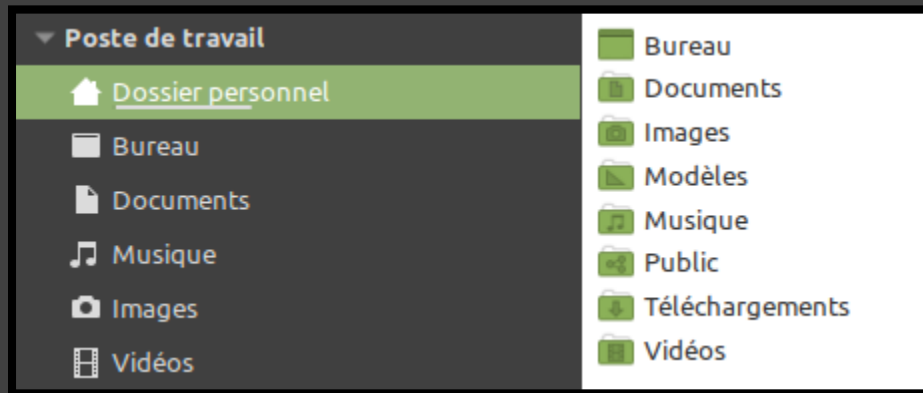 Poste de travail
Dossier personnel
Bureau
Documents
Musique
Images
Vidéos
Bureau
Documents
Images
Modèles
Musique
Public
Téléchargements
Vidéos